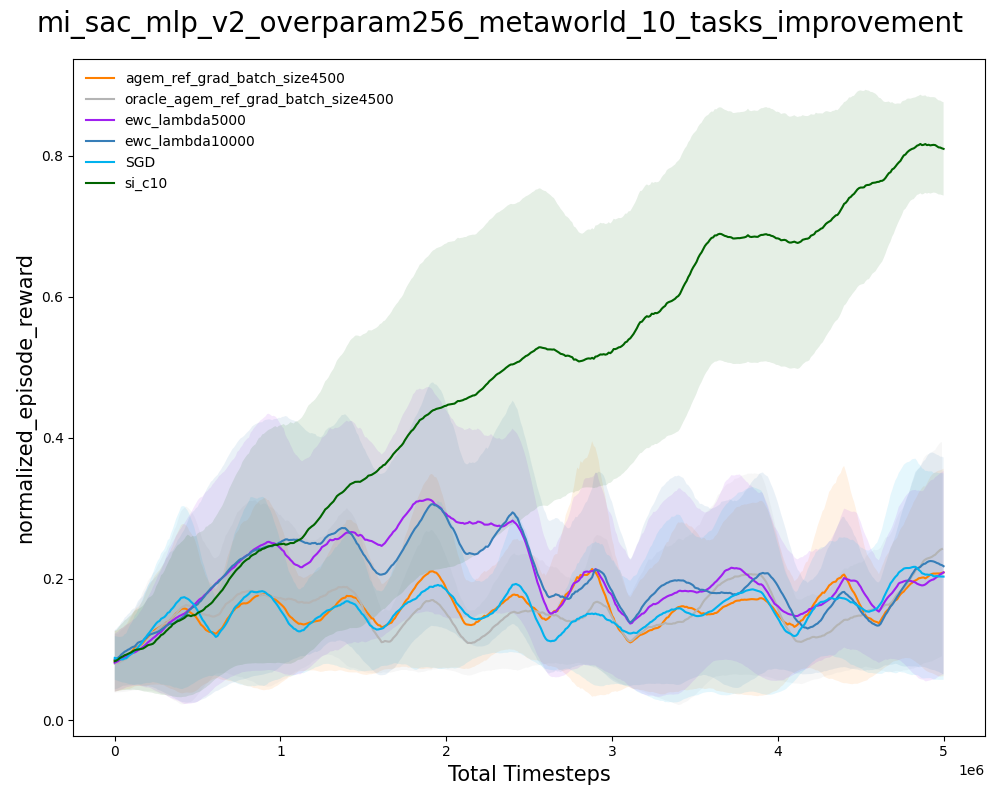 mi_sac_mlp_v2_overparam256_metaworld_10_tasks_improvement
agem_ref_grad_batch_size4500
oracle_agem_ref_grad_batch_size4500
ewc_lambda5000
ewc_lambda10000
SGD
si_c10
normalized_episode_reward
0.8
0.6
0.4
0.2
0.0
0 1 2 3 4 5
1e6
Total Timesteps